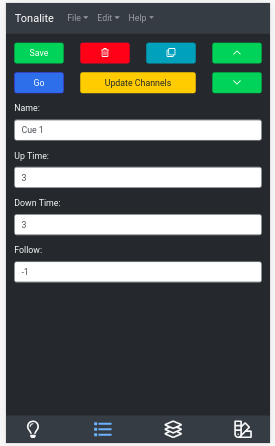 Tonalite File Edit Help
Save
Go Update Channels
Name:
Cue 1
Up Time:
3
Down Time:
3
Follow:
-1